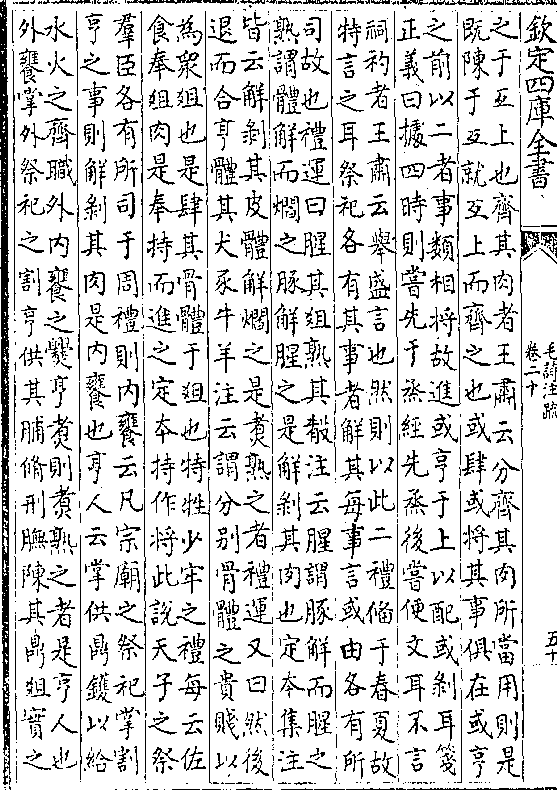 欽定四庫全書
毛詩注疏
卷二十
五十
之于互上也齊其肉者王肅云分齊其肉所當用則是
既陳于互就互上而齊之也或肆或將其事俱在或亨
之前以二者事類相將故進或亨于上以配或剝耳箋
正義曰據四時則嘗先于烝經先烝後嘗便文耳不言
祠礿者王肅云舉盛言也然則以此二禮偹于春夏故
特言之耳祭祀各有其事者解其每事言或由各有所
司故也禮運曰腥其俎熟其殽注云腥謂豚解而腥之
熟謂體解而爓之豚解腥之是解剝其肉也定本集注
皆云解剝其皮體解爓之是煑熟之者禮運又曰然後
退而合亨體其犬豕牛羊注云謂分别骨體之貴賤以
為衆俎也是肆其骨體于俎也特牲少牢之禮每云佐
食奉俎肉是奉持而進之定本持作將此說天子之祭
羣臣各有所司于周禮則内饔云凡宗廟之祭祀掌割
亨之事則解剝其肉是内饔也亨人云掌供鼎鑊以給
水火之齊職外内饔之爨亨煑則煑熟之者是亨人也
外饔掌外祭祀之割亨供其脯脩刑膴陳其鼎俎實之